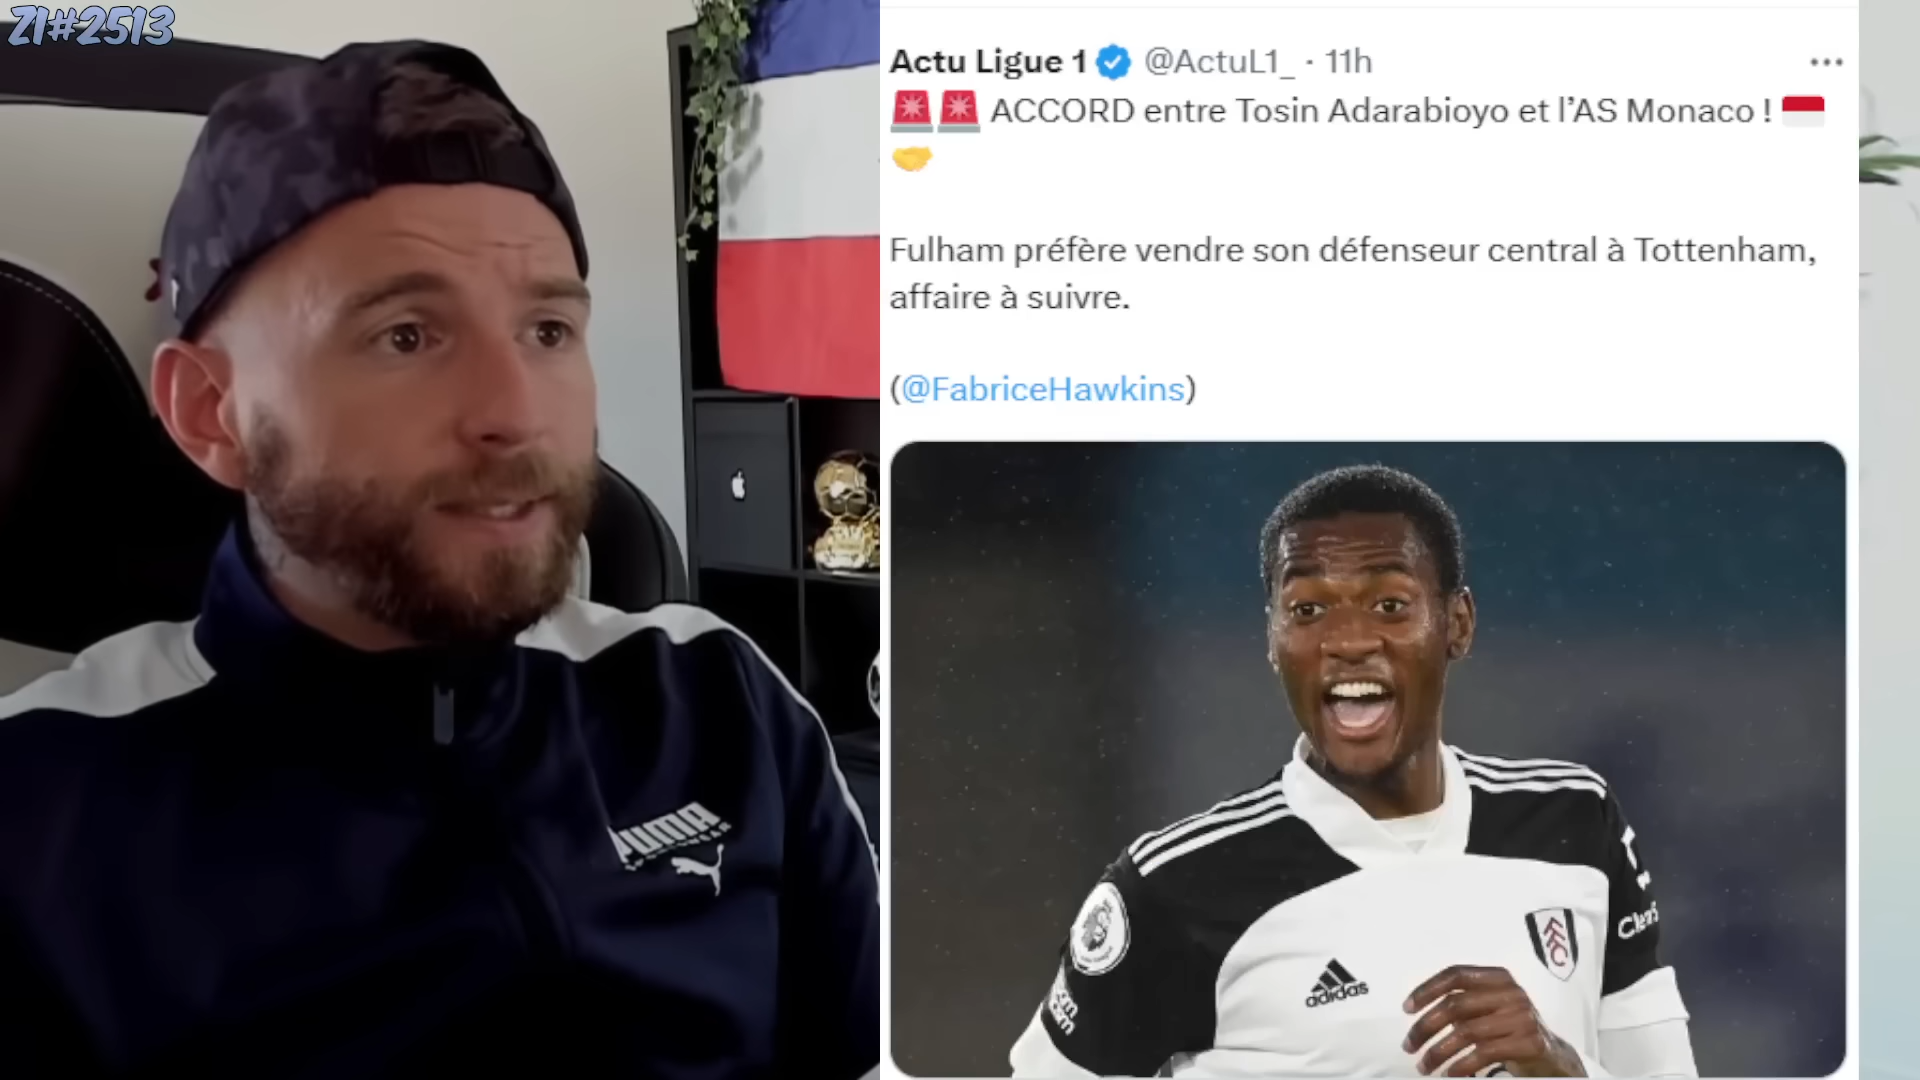 ZI#2513
Actu Ligue 1 @ActuL1_ · 11h
🚨🚨 ACCORD entre Tosin Adarabioyo et l'AS Monaco ! 🇲🇨
🤝
Fulham préfère vendre son défenseur central à Tottenham,
affaire à suivre.
(@FabriceHawkins)
PUMA
adidas
FFC